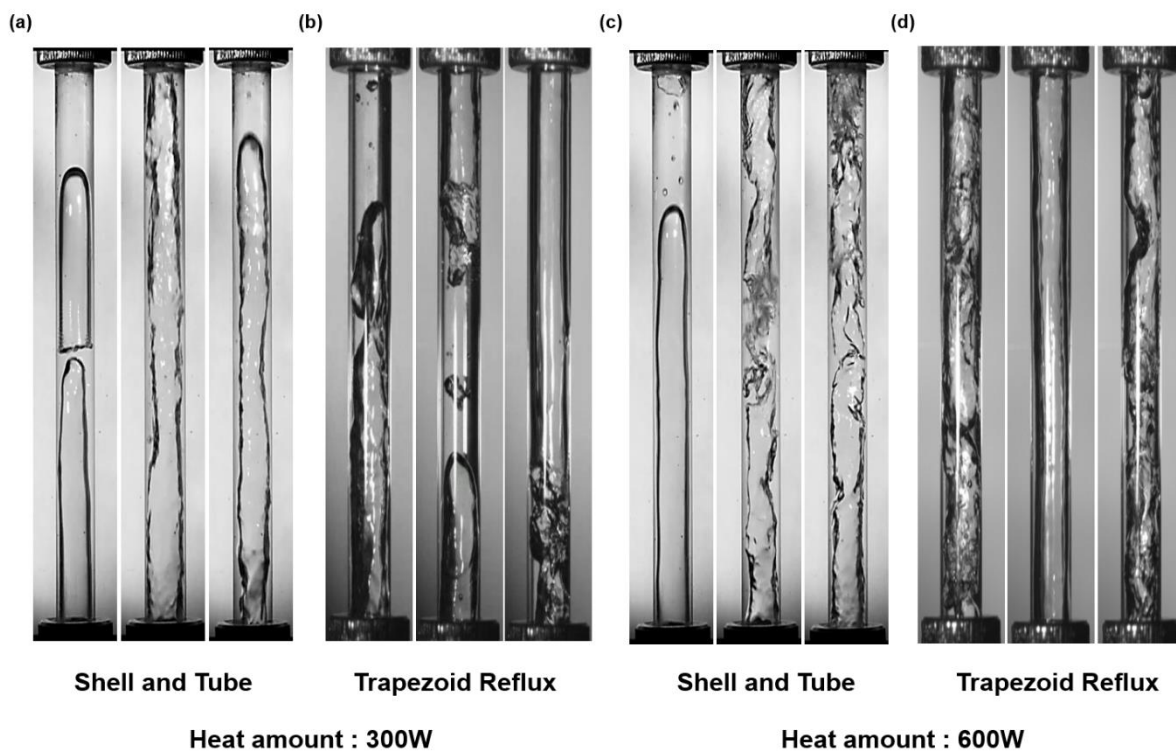 (a) (b) (c) (d)
Shell and Tube Trapezoid Reflux Shell and Tube Trapezoid Reflux
Heat amount : 300W Heat amount : 600W